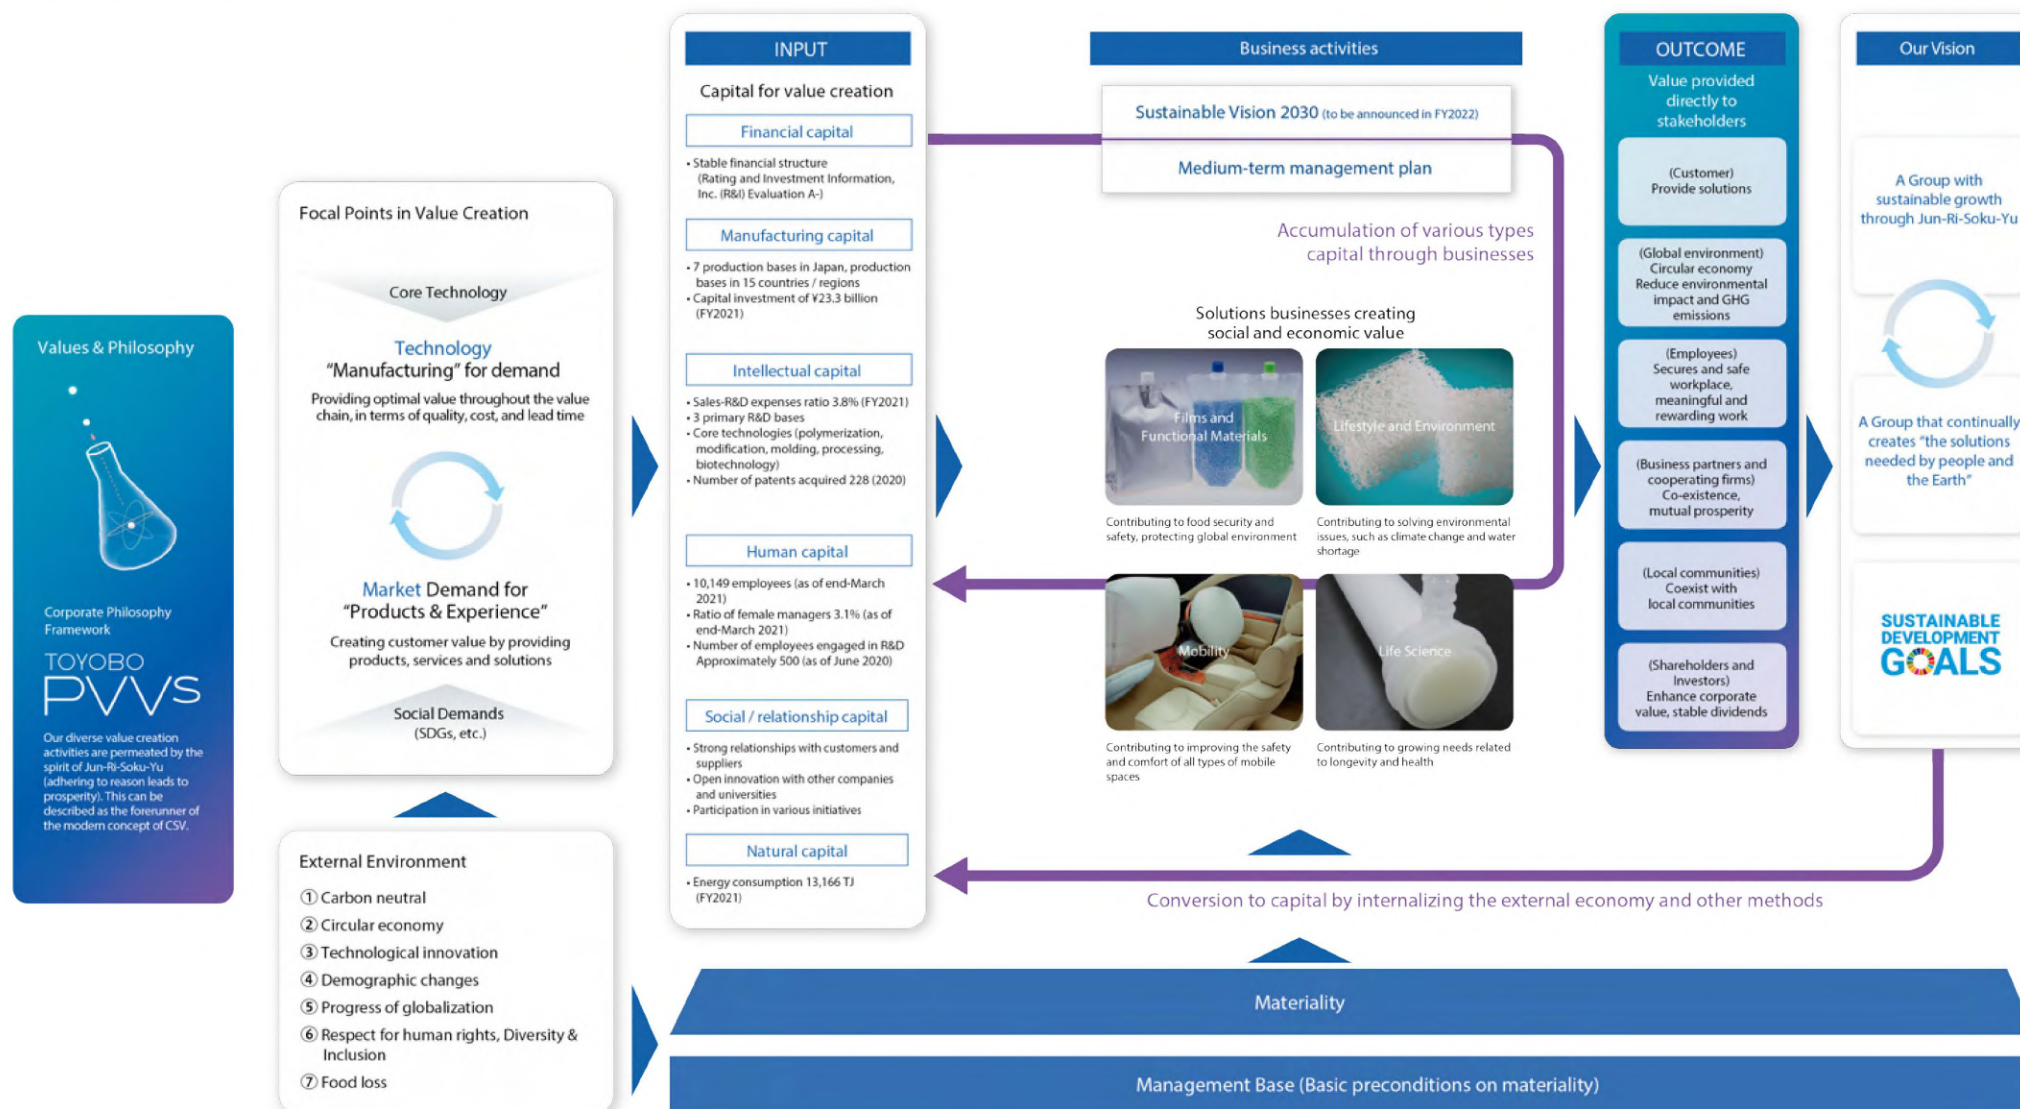 Values & Philosophy
Corporate Philosophy
Framework
TOYOBO
PVVS
Our diverse value creation
activities are permeated by the
spirit of Jun-Ri-Soku-Yu
(adhering to reason leads to
prosperity). This can be
described as the forerunner of
the modern concept of CSV.
Focal Points in Value Creation
Core Technology
Technology
"Manufacturing" for demand
Providing optimal value throughout the value
chain, in terms of quality, cost, and lead time
Market Demand for
"Products & Experience"
Creating customer value by providing
products, services and solutions
Social Demands
(SDGs, etc.)
External Environment
① Carbon neutral
② Circular economy
③ Technological innovation
④ Demographic changes
⑤ Progress of globalization
⑥ Respect for human rights, Diversity &
Inclusion
⑦ Food loss
INPUT
Capital for value creation
Financial capital
• Stable financial structure
(Rating and Investment Information,
Inc. (R&I) Evaluation A-)
Manufacturing capital
• 7 production bases in Japan, production
bases in 15 countries / regions
• Capital investment of ¥23.3 billion
(FY2021)
Intellectual capital
• Sales-R&D expenses ratio 3.8% (FY2021)
• 3 primary R&D bases
• Core technologies (polymerization,
modification, molding, processing,
biotechnology)
• Number of patents acquired 228 (2020)
Human capital
• 10,149 employees (as of end-March
2021)
• Ratio of female managers 3.1% (as of
end-March 2021)
• Number of employees engaged in R&D
Approximately 500 (as of June 2020)
Social / relationship capital
• Strong relationships with customers and
suppliers
• Open innovation with other companies
and universities
• Participation in various initiatives
Natural capital
• Energy consumption 13,166 TJ
(FY2021)
Business activities
Sustainable Vision 2030 (to be announced in FY2022)
Medium-term management plan
Accumulation of various types
capital through businesses
Solutions businesses creating
social and economic value
Films and
Functional Materials
Contributing to food security and
safety, protecting global environment
Lifestyle and Environment
Contributing to solving environmental
issues, such as climate change and water
shortage
Mobility
Contributing to improving the safety
and comfort of all types of mobile
spaces
Life Science
Contributing to growing needs related
to longevity and health
OUTCOME
Value provided
directly to
stakeholders
(Customer)
Provide solutions
(Global environment)
Circular economy
Reduce environmental
impact and GHG
emissions
(Employees)
Secures and safe
workplace,
meaningful and
rewarding work
(Business partners and
cooperating firms)
Co-existence,
mutual prosperity
(Local communities)
Coexist with
local communities
(Shareholders and
Investors)
Enhance corporate
value, stable dividends
Our Vision
A Group with
sustainable growth
through Jun-Ri-Soku-Yu
A Group that continually
creates "the solutions
needed by people and
the Earth"
SUSTAINABLE
DEVELOPMENT
GOALS
Conversion to capital by internalizing the external economy and other methods
Materiality
Management Base (Basic preconditions on materiality)